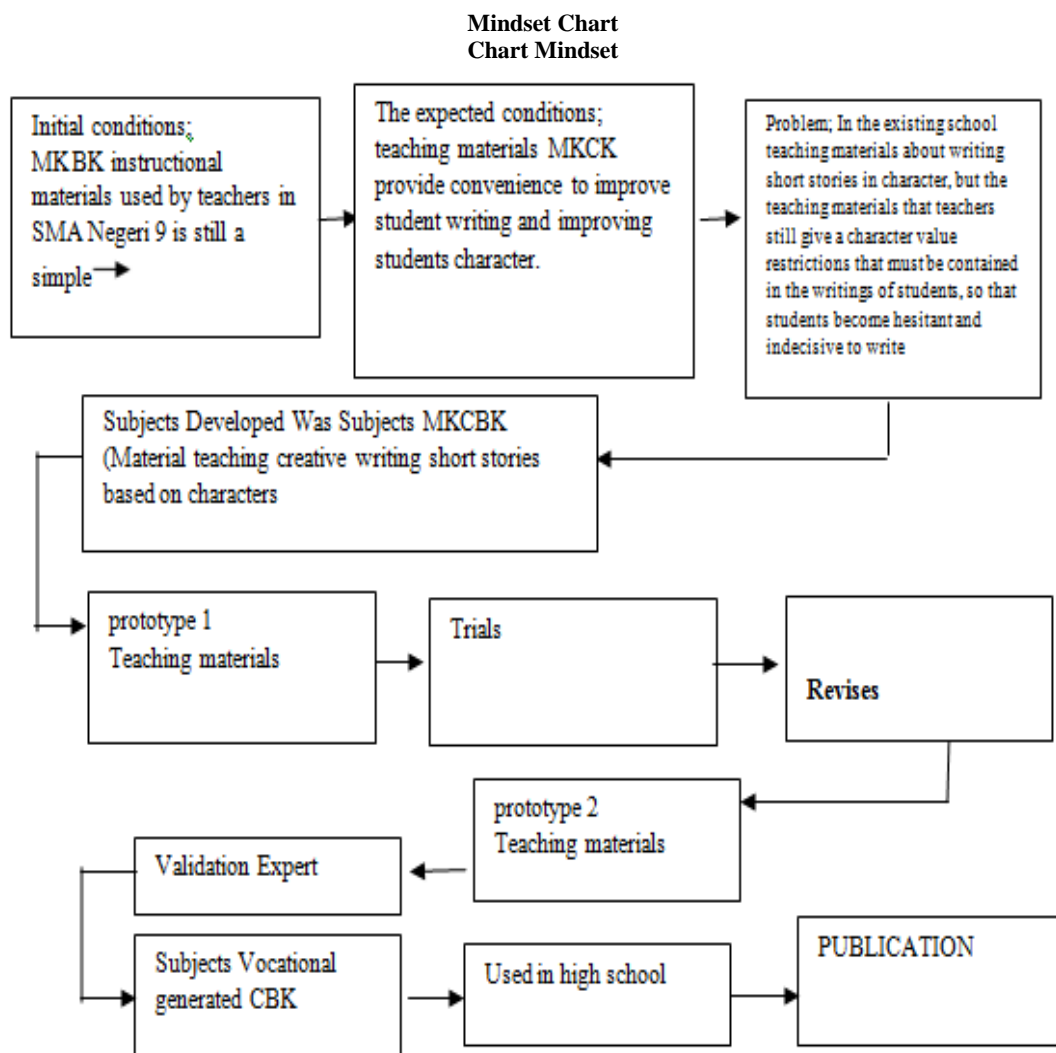 Mindset Chart
Chart Mindset
Initial conditions;
MKBK instructional
materials used by teachers in
SMA Negeri 9 is still a
simple
The expected conditions;
teaching materials MKCK
provide convenience to improve
student writing and improving
students character.
Problem; In the existing school
teaching materials about writing
short stories in character, but the
teaching materials that teachers
still give a character value
restrictions that must be contained
in the writings of students, so that
students become hesitant and
indecisive to write
Subjects Developed Was Subjects MKCBK
(Material teaching creative writing short stories
based on characters
prototype 1
Teaching materials
Trials
Revises
prototype 2
Teaching materials
Validation Expert
Subjects Vocational
generated CBK
Used in high school
PUBLICATION